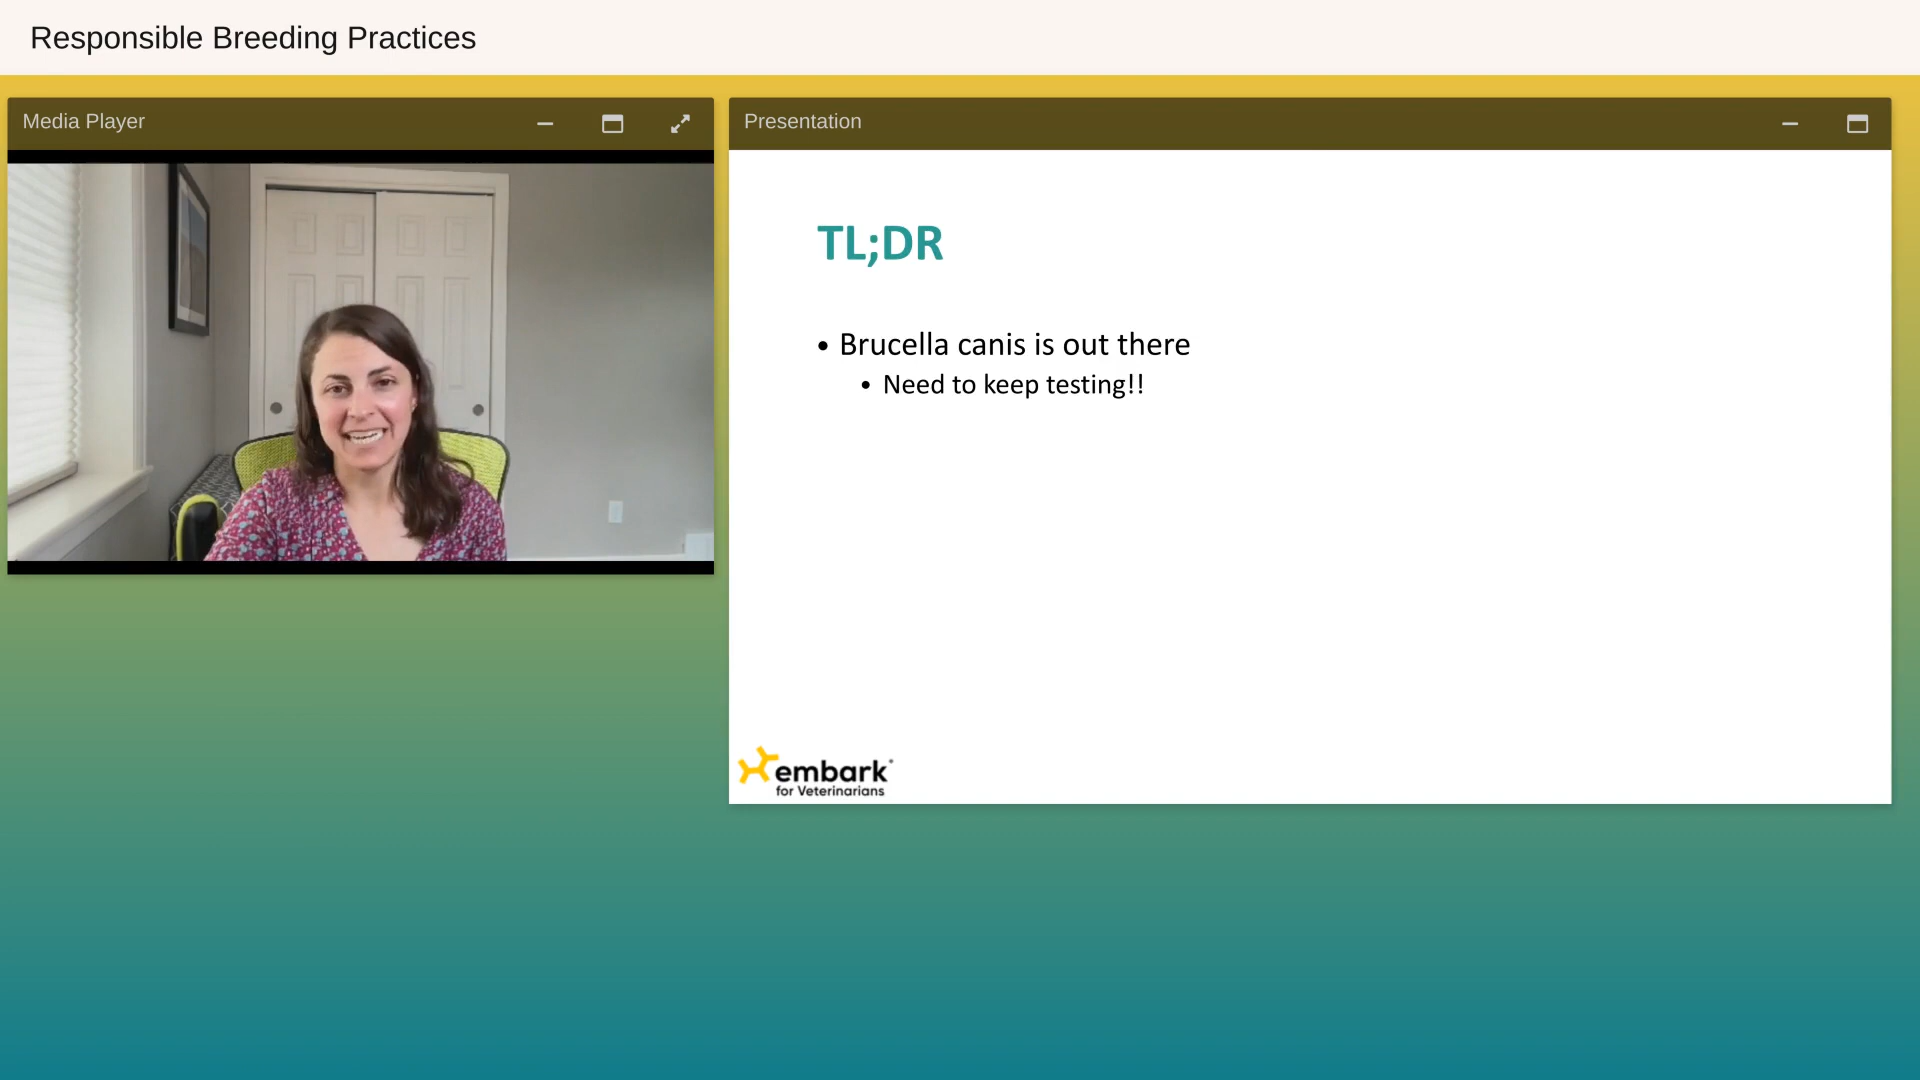 Responsible Breeding Practices
Media Player
Presentation
TL;DR
• Brucella canis is out there
• Need to keep testing!!
embark
for Veterinarians